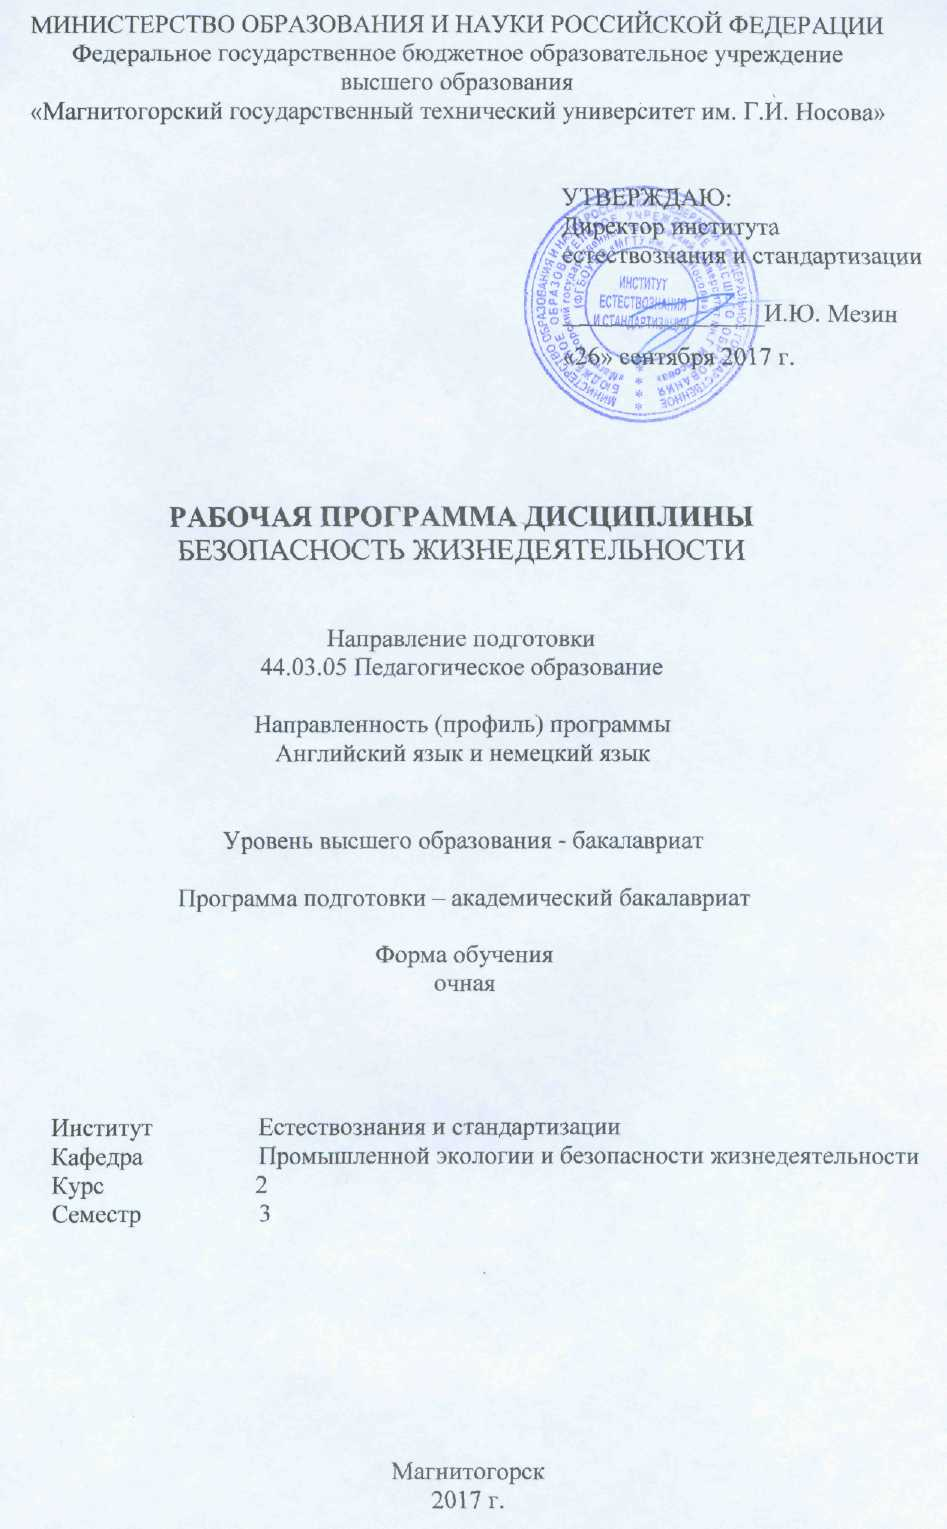 МИНИСТЕРСТВО ОБРАЗОВАНИЯ И НАУКИ РОССИЙСКОЙ ФЕДЕРАЦИИ
Федеральное государственное бюджетное образовательное учреждение
высшего образования
«Магнитогорский государственный технический университет им. Г.И. Носова»
УТВЕРЖДАЮ:
Директор института
естествознания и стандартизации
И.Ю. Мезин
«26» сентября 2017 г.
ИНСТИТУТ
ЕСТЕСТВОЗНАНИЯ
И СТАНДАРТИЗАЦИИ
РАБОЧАЯ ПРОГРАММА ДИСЦИПЛИНЫ
БЕЗОПАСНОСТЬ ЖИЗНЕДЕЯТЕЛЬНОСТИ
Направление подготовки
44.03.05 Педагогическое образование
Направленность (профиль) программы
Английский язык и немецкий язык
Уровень высшего образования - бакалавриат
Программа подготовки – академический бакалавриат
Форма обучения
очная
Институт Естествознания и стандартизации
Кафедра Промышленной экологии и безопасности жизнедеятельности
Курс 2
Семестр 3
Магнитогорск
2017 г.